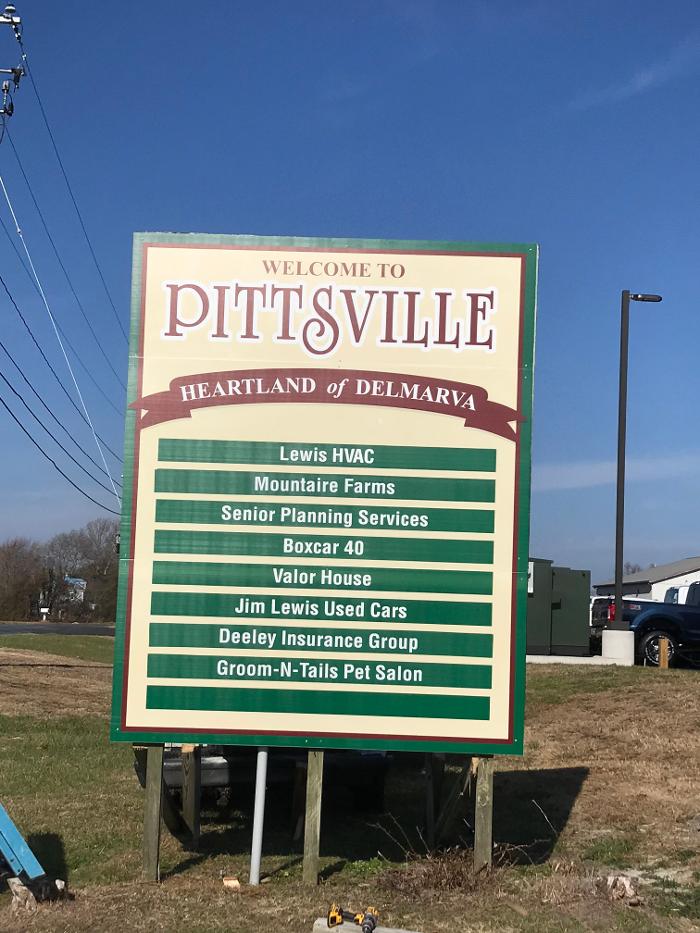 WELCOME TO
PITTSVILLE
HEARTLAND of DELMARVA
Lewis HVAC
Mountaire Farms
Senior Planning Services
Boxcar 40
Valor House
Jim Lewis Used Cars
Deeley Insurance Group
Groom-N-Tails Pet Salon